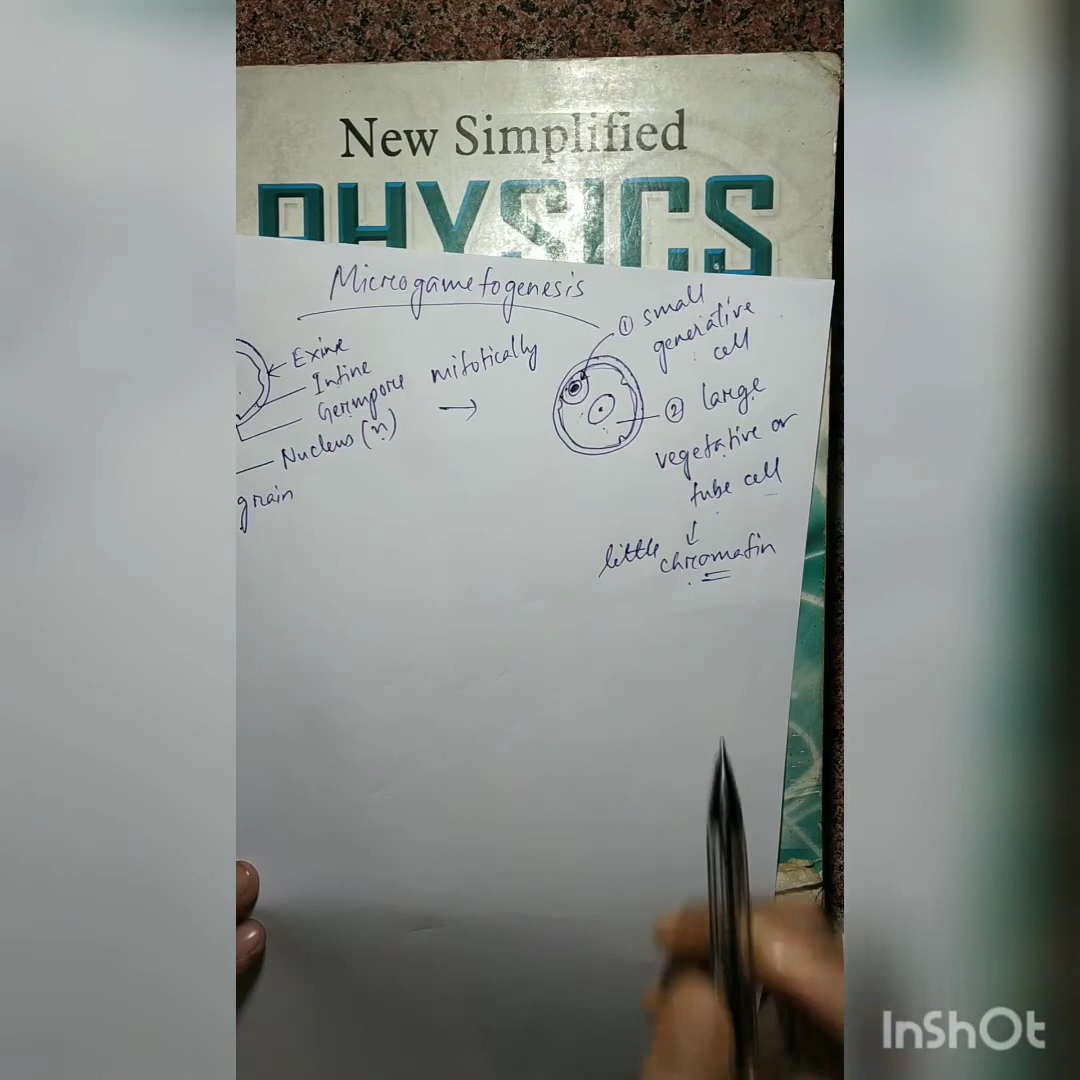 New Simplified
PHYSICS
Microgametogenesis
Exine
Intine
Germpore
Nucleus (n)
grain
mitotically
① small
generative
cell
② large
vegetative or
tube cell
little chromatin
InShOt